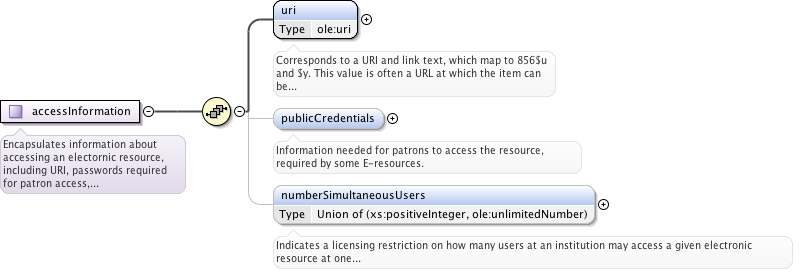 uri
Type ole:uri
Corresponds to a URI and link text, which map to 856$u
and $y. This value is often a URL at which the item can
be...
accessInformation
Encapsulates information about
accessing an electornic resource,
including URI, passwords required
for patron access,...
publicCredentials
Information needed for patrons to access the resource,
required by some E-resources.
numberSimultaneousUsers
Type Union of (xs:positiveInteger, ole:unlimitedNumber)
Indicates a licensing restriction on how many users at an institution may access a given electronic
resource at one...